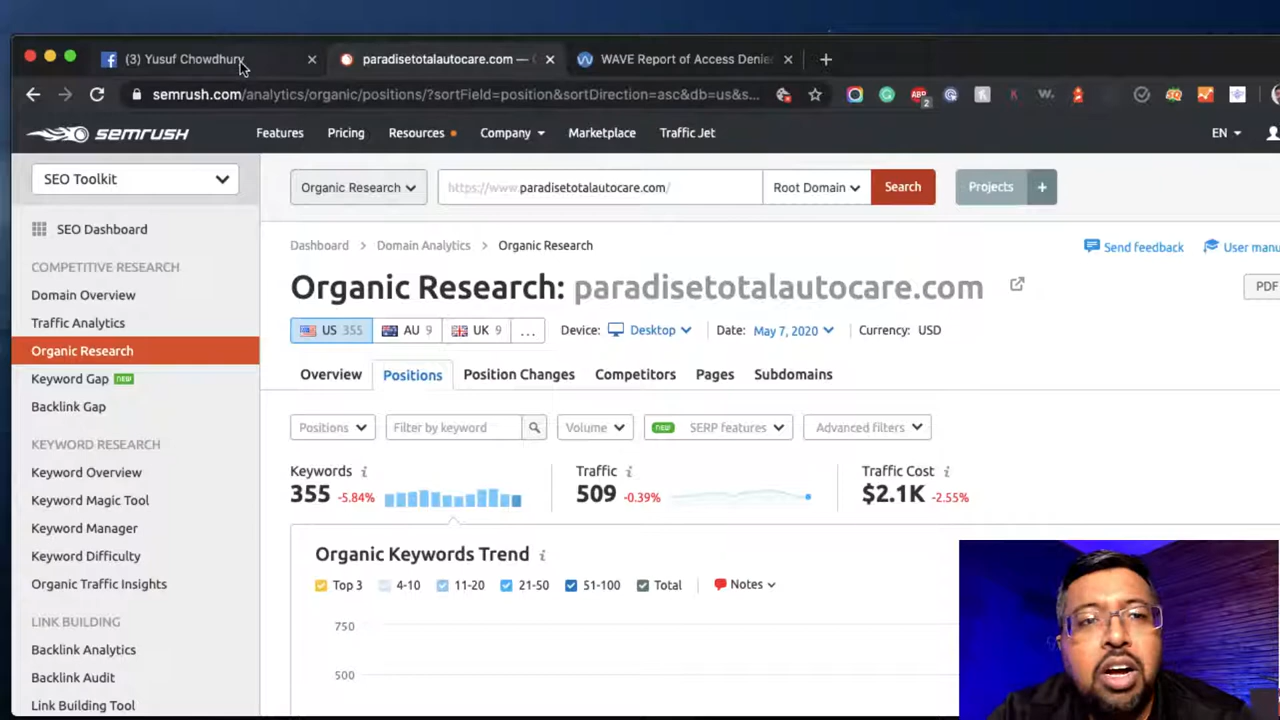 (3) Yusuf Chowdhury
paradisetotalautocare.com —
WAVE Report of Access Denie
semrush.com/analytics/organic/positions/?sortField=position&sortDirection=asc&db=us&s...
2
SEMRUSH
Features
Pricing
Resources
Company
Marketplace
Traffic Jet
EN
SEO Toolkit
Organic Research
https://www.paradisetotalautocare.com/
Root Domain
Search
Projects +
SEO Dashboard
COMPETITIVE RESEARCH
Domain Overview
Traffic Analytics
Organic Research
Keyword Gap new
Backlink Gap
KEYWORD RESEARCH
Keyword Overview
Keyword Magic Tool
Keyword Manager
Keyword Difficulty
Organic Traffic Insights
LINK BUILDING
Backlink Analytics
Backlink Audit
Link Building Tool
Dashboard > Domain Analytics > Organic Research
Send feedback
User manu
Organic Research: paradisetotalautocare.com
PDF
US 355
AU 9
UK 9
...
Device: Desktop
Date: May 7, 2020
Currency: USD
Overview
Positions
Position Changes
Competitors
Pages
Subdomains
Positions
Filter by keyword
Volume
new SERP features
Advanced filters
Keywords i
355 -5.84%
Traffic i
509 -0.39%
Traffic Cost i
$2.1K -2.55%
Organic Keywords Trend i
Top 3
4-10
11-20
21-50
51-100
Total
Notes
750
500